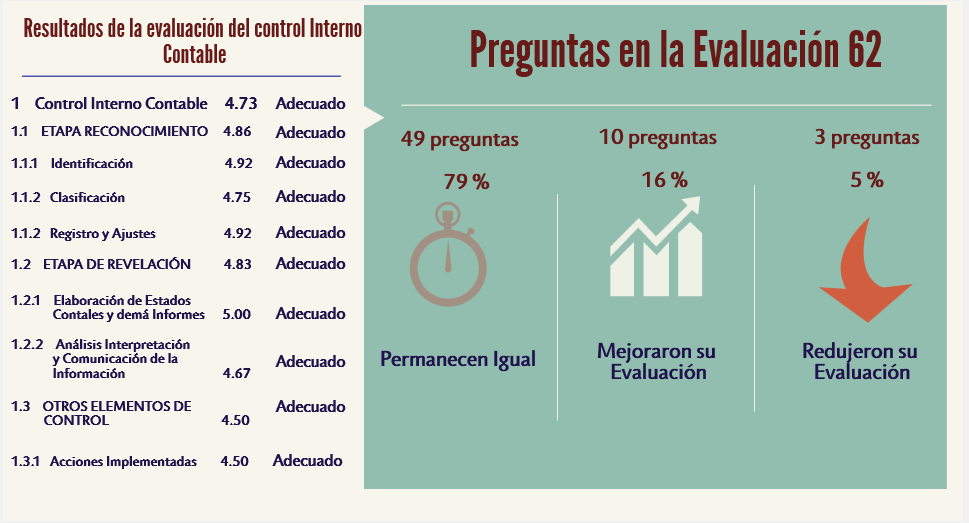 Resultados de la evaluación del control Interno
Contable
1 Control Interno Contable 4.73 Adecuado
1.1 ETAPA RECONOCIMIENTO 4.86 Adecuado
1.1.1 Identificación 4.92 Adecuado
1.1.2 Clasificación 4.75 Adecuado
1.1.2 Registro y Ajustes 4.92 Adecuado
1.2 ETAPA DE REVELACIÓN 4.83 Adecuado
1.2.1 Elaboración de Estados
Contales y demá Informes 5.00 Adecuado
1.2.2 Análisis Interpretación
y Comunicación de la
Información 4.67 Adecuado
1.3 OTROS ELEMENTOS DE
CONTROL 4.50 Adecuado
1.3.1 Acciones Implementadas 4.50 Adecuado
Preguntas en la Evaluación 62
49 preguntas
79 %
Permanecen Igual
10 preguntas
16 %
Mejoraron su
Evaluación
3 preguntas
5 %
Redujeron su
Evaluación